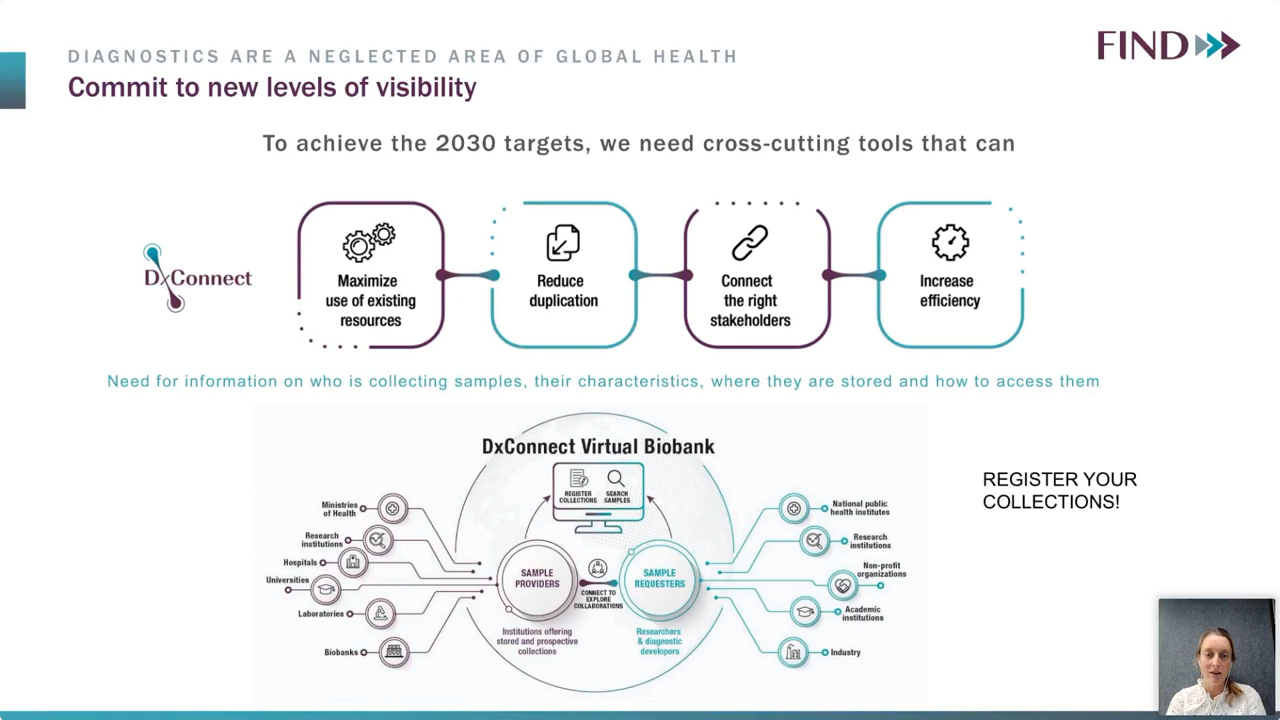 DIAGNOSTICS ARE A NEGLECTED AREA OF GLOBAL HEALTH
FIND
Commit to new levels of visibility
To achieve the 2030 targets, we need cross-cutting tools that can
DxConnect
Maximize
use of existing
resources
Reduce
duplication
Connect
the right
stakeholders
Increase
efficiency
Need for information on who is collecting samples, their characteristics, where they are stored and how to access them
DxConnect Virtual Biobank
REGISTER
COLLECTIONS
SEARCH
SAMPLES
Ministries
of Health
Research
institutions
Hospitals
Universities
Laboratories
Biobanks
SAMPLE
PROVIDERS
CONNECT TO
EXPLORE
COLLABORATIONS
SAMPLE
REQUESTERS
Institutions offering
stored and prospective
collections
Researchers
& diagnostic
developers
National public
health institutes
Research
institutions
Non-profit
organizations
Academic
institutions
Industry
REGISTER YOUR
COLLECTIONS!